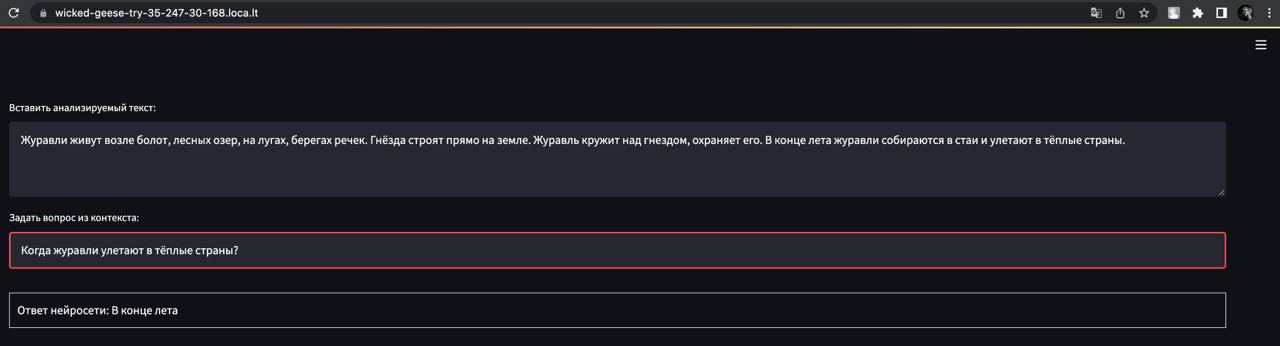 wicked-geese-try-35-247-30-168.loca.lt
Вставить анализируемый текст:
Журавли живут возле болот, лесных озер, на лугах, берегах речек. Гнёзда строят прямо на земле. Журавль кружит над гнездом, охраняет его. В конце лета журавли собираются в стаи и улетают в тёплые страны.
Задать вопрос из контекста:
Когда журавли улетают в тёплые страны?
Ответ нейросети: В конце лета